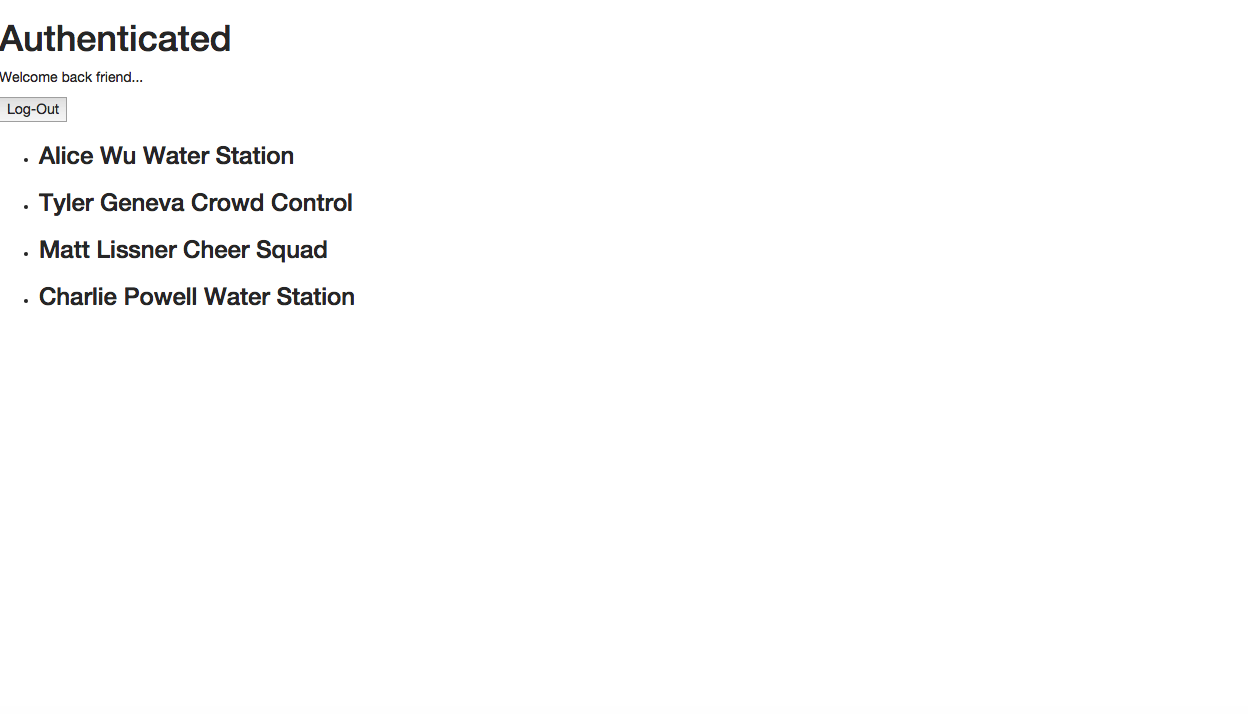 Authenticated
Welcome back friend...
Log-Out
Alice Wu Water Station
Tyler Geneva Crowd Control
Matt Lissner Cheer Squad
Charlie Powell Water Station